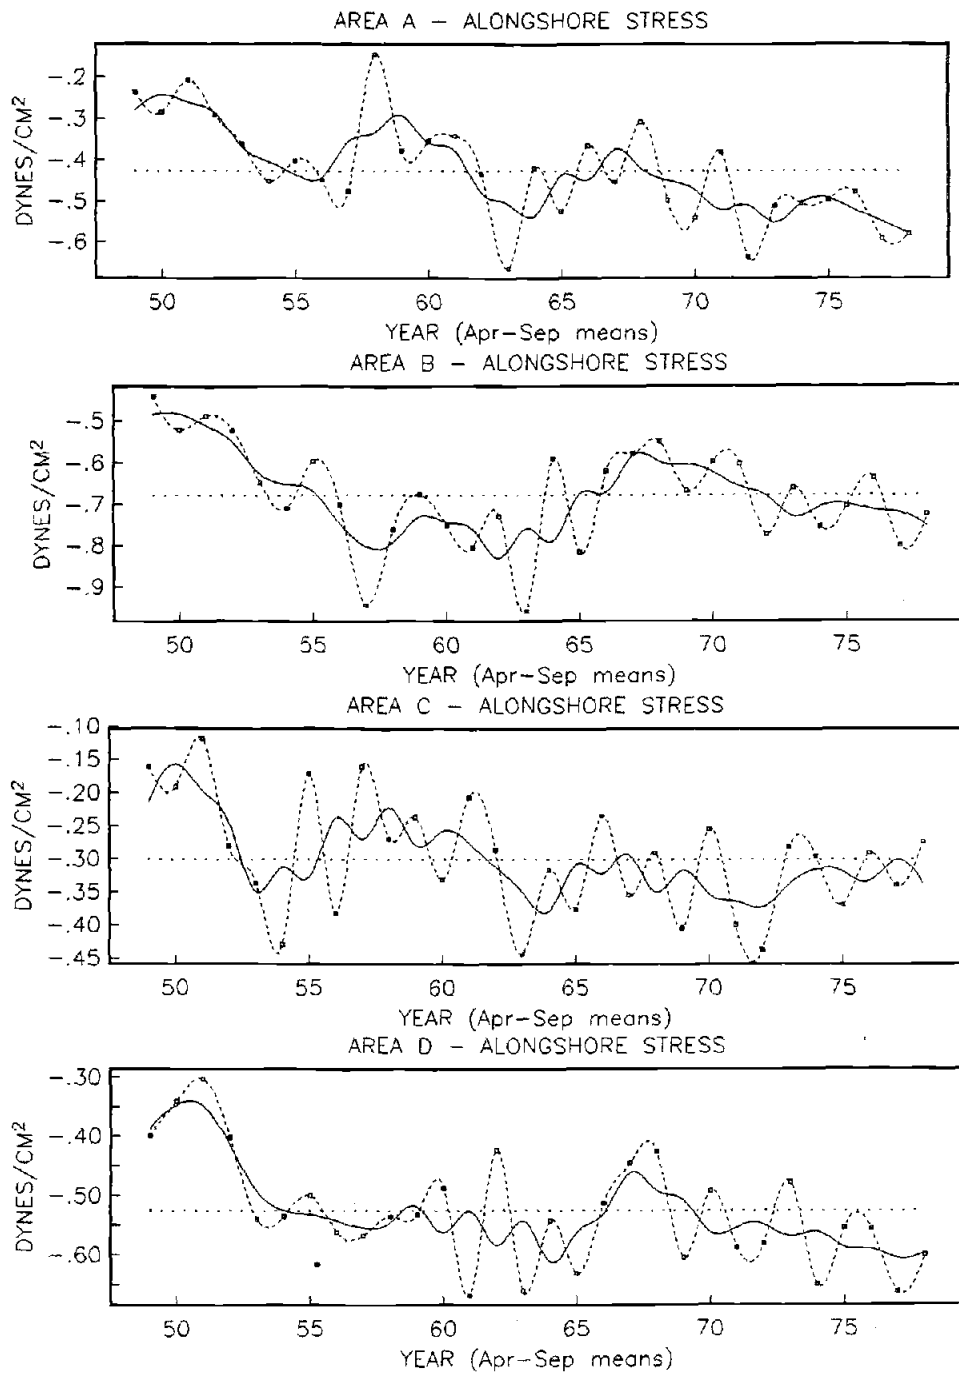 AREA A – ALONGSHORE STRESS
-.2
-.3
-.4
-.5
-.6
DYNES/CM²
50 55 60 65 70 75
YEAR (Apr–Sep means)
AREA B – ALONGSHORE STRESS
-.5
-.6
-.7
-.8
-.9
DYNES/CM²
50 55 60 65 70 75
YEAR (Apr–Sep means)
AREA C – ALONGSHORE STRESS
-.10
-.15
-.20
-.25
-.30
-.35
-.40
-.45
DYNES/CM²
50 55 60 65 70 75
YEAR (Apr–Sep means)
AREA D – ALONGSHORE STRESS
-.30
-.40
-.50
-.60
DYNES/CM²
50 55 60 65 70 75
YEAR (Apr–Sep means)